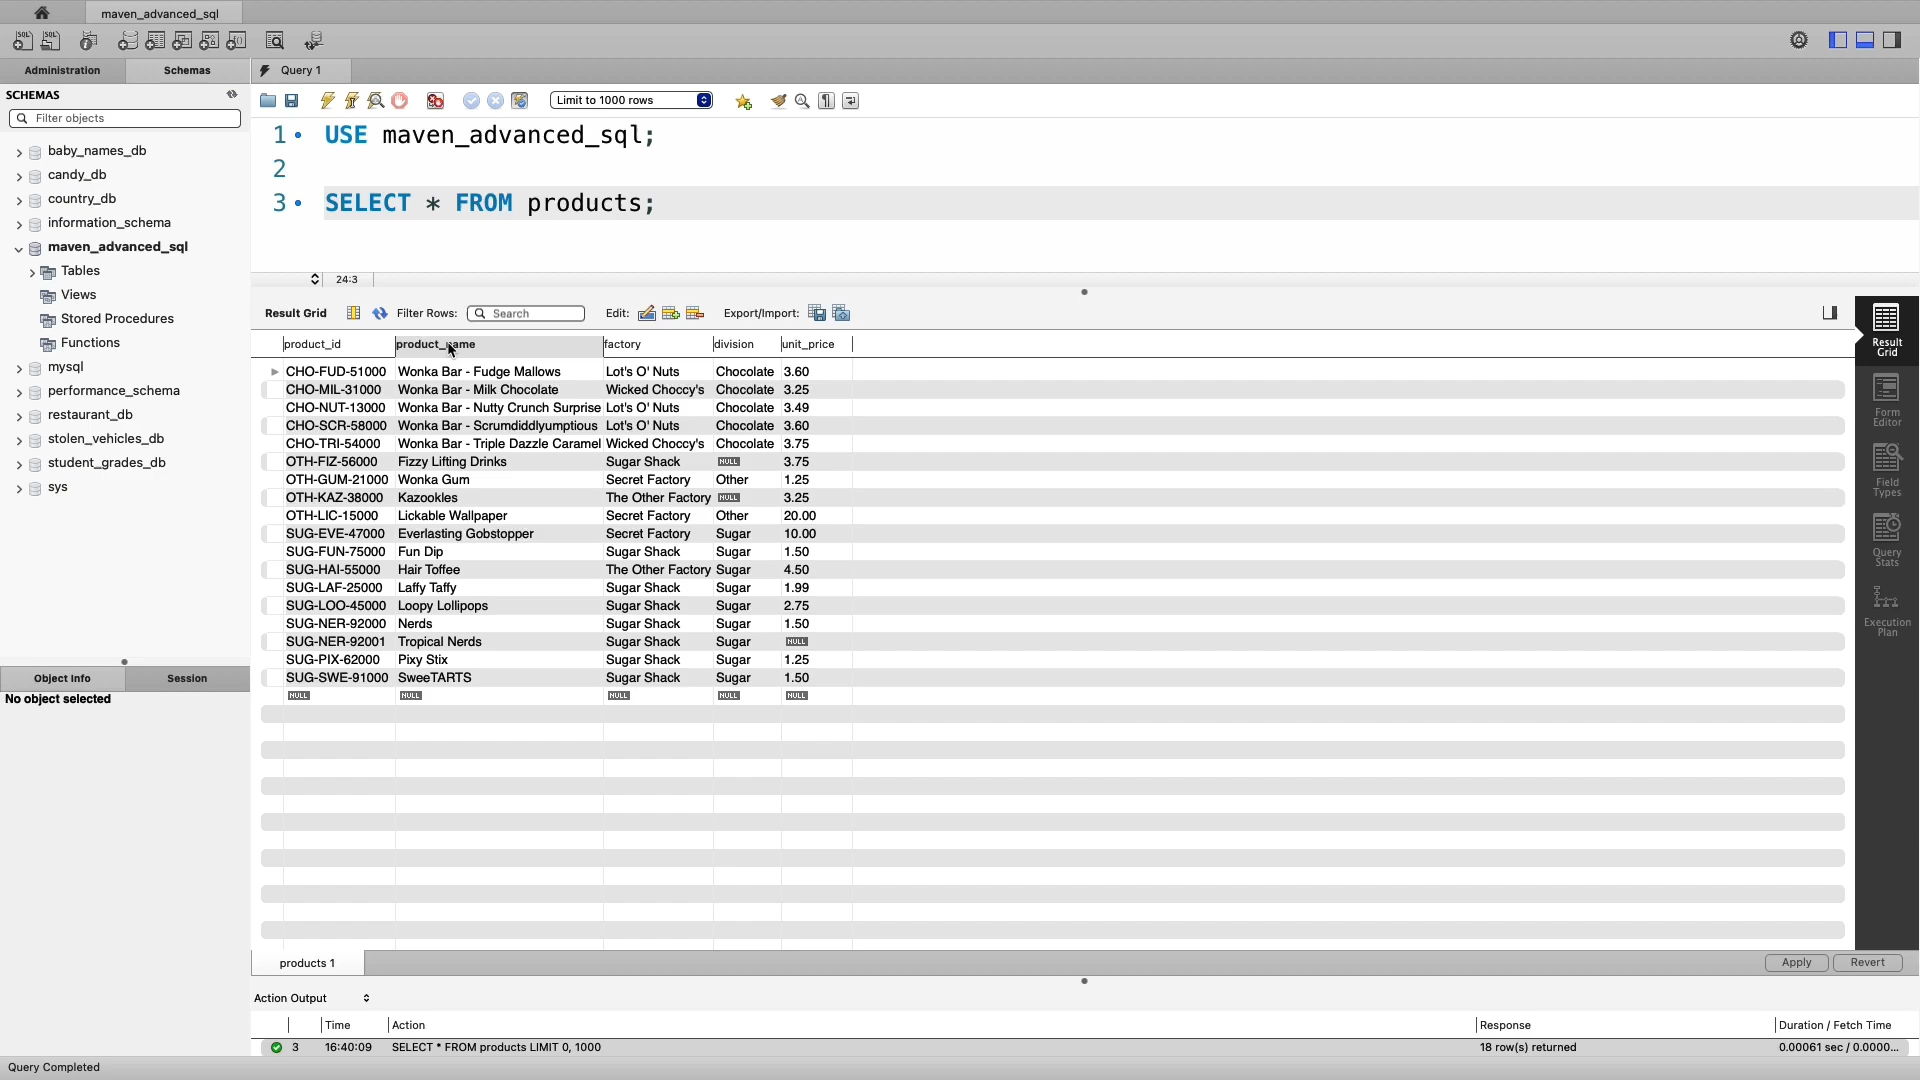 maven_advanced_sql
Administration Schemas Query 1
SCHEMAS
Filter objects
baby_names_db
candy_db
country_db
information_schema
maven_advanced_sql
Tables
Views
Stored Procedures
Functions
mysql
performance_schema
restaurant_db
stolen_vehicles_db
student_grades_db
sys
Object Info Session
No object selected
Limit to 1000 rows
1 USE maven_advanced_sql;
2
3 SELECT * FROM products;
24:3
Result Grid Filter Rows: Search Edit: Export/Import:
product_id product_name factory division unit_price
CHO-FUD-51000 Wonka Bar - Fudge Mallows Lot's O' Nuts Chocolate 3.60
CHO-MIL-31000 Wonka Bar - Milk Chocolate Wicked Choccy's Chocolate 3.25
CHO-NUT-13000 Wonka Bar - Nutty Crunch Surprise Lot's O' Nuts Chocolate 3.49
CHO-SCR-58000 Wonka Bar - Scrumdiddlyumptious Lot's O' Nuts Chocolate 3.60
CHO-TRI-54000 Wonka Bar - Triple Dazzle Caramel Wicked Choccy's Chocolate 3.75
OTH-FIZ-56000 Fizzy Lifting Drinks Sugar Shack NULL 3.75
OTH-GUM-21000 Wonka Gum Secret Factory Other 1.25
OTH-KAZ-38000 Kazookles The Other Factory NULL 3.25
OTH-LIC-15000 Lickable Wallpaper Secret Factory Other 20.00
SUG-EVE-47000 Everlasting Gobstopper Secret Factory Sugar 10.00
SUG-FUN-75000 Fun Dip Sugar Shack Sugar 1.50
SUG-HAI-55000 Hair Toffee The Other Factory Sugar 4.50
SUG-LAF-25000 Laffy Taffy Sugar Shack Sugar 1.99
SUG-LOO-45000 Loopy Lollipops Sugar Shack Sugar 2.75
SUG-NER-92000 Nerds Sugar Shack Sugar 1.50
SUG-NER-92001 Tropical Nerds Sugar Shack Sugar NULL
SUG-PIX-62000 Pixy Stix Sugar Shack Sugar 1.25
SUG-SWE-91000 SweeTARTS Sugar Shack Sugar 1.50
NULL NULL NULL NULL NULL
Result
Grid
Form
Editor
Field
Types
Query
Stats
Execution
Plan
products 1 Apply Revert
Action Output
Time Action Response Duration / Fetch Time
3 16:40:09 SELECT * FROM products LIMIT 0, 1000 18 row(s) returned 0.00061 sec / 0.0000...
Query Completed